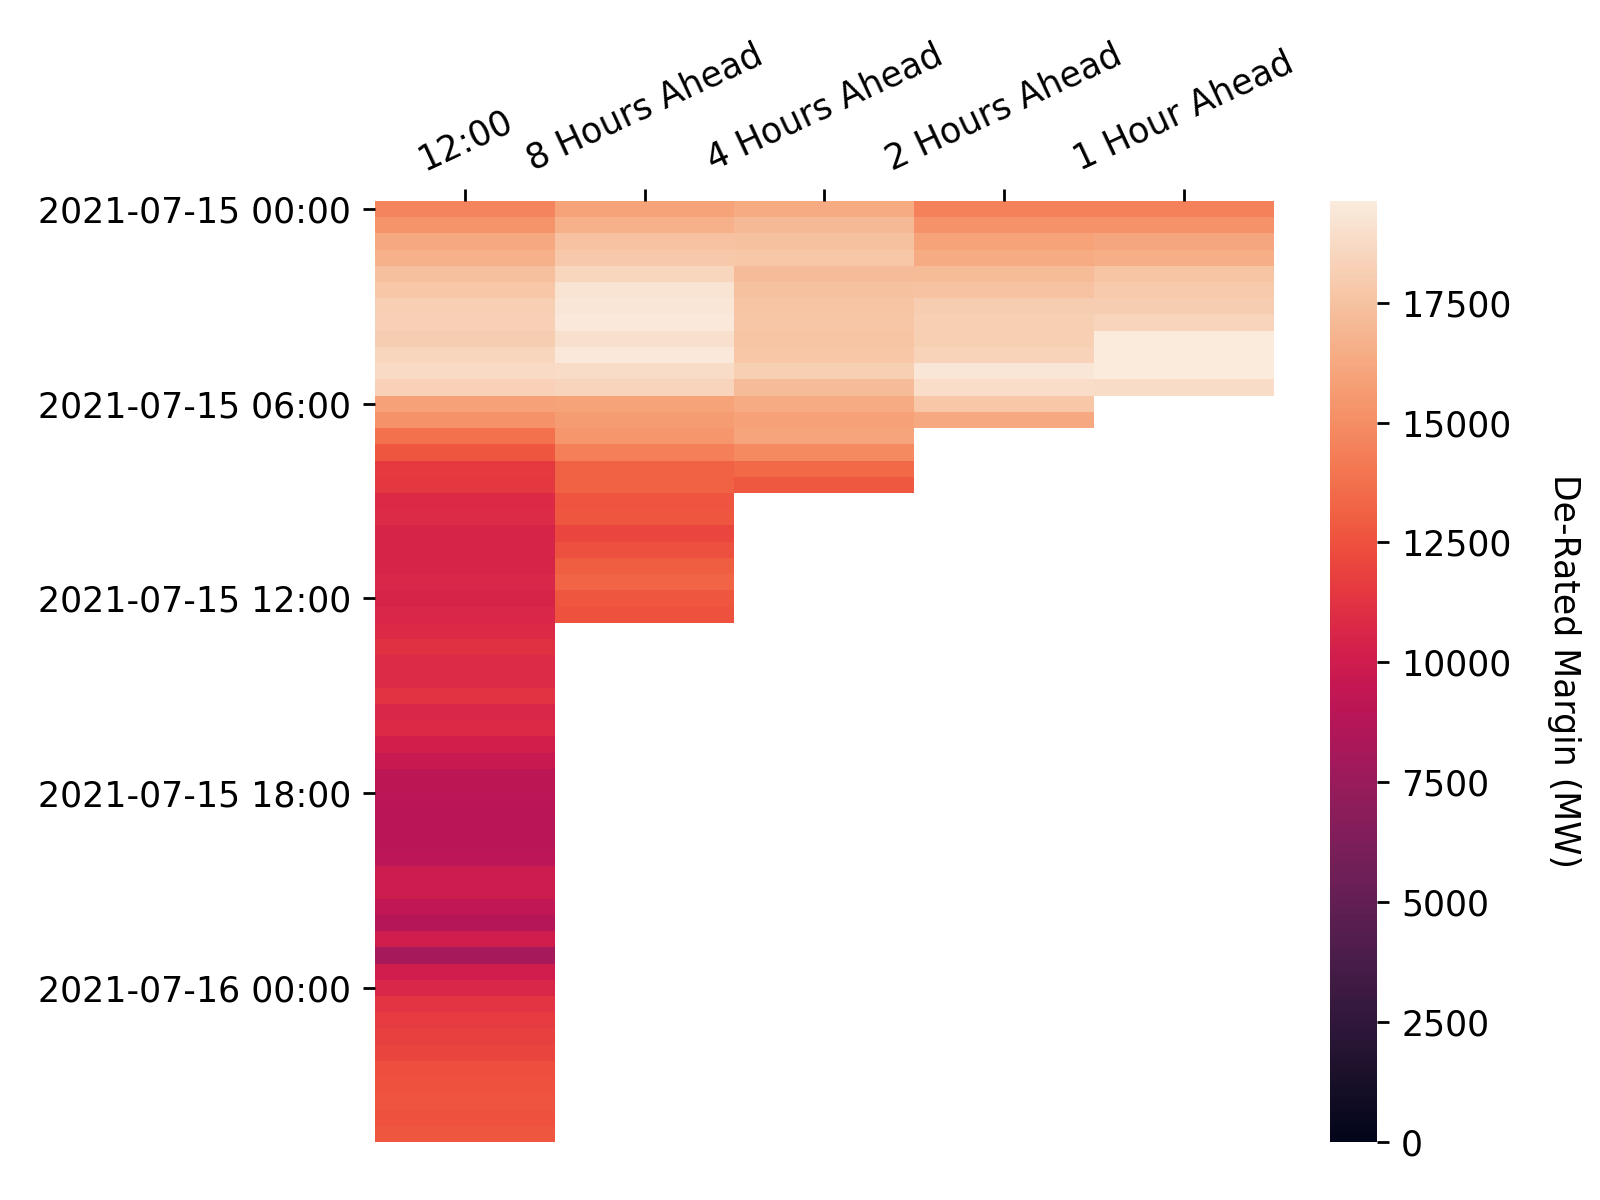 12:00
8 Hours Ahead
4 Hours Ahead
2 Hours Ahead
1 Hour Ahead
2021-07-15 00:00
2021-07-15 06:00
2021-07-15 12:00
2021-07-15 18:00
2021-07-16 00:00
17500
15000
12500
10000
7500
5000
2500
0
De-Rated Margin (MW)